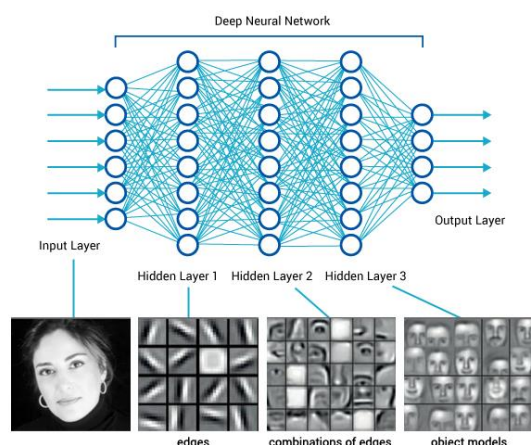 Deep Neural Network
Input Layer
Output Layer
Hidden Layer 1
Hidden Layer 2
Hidden Layer 3
edges
combinations of edges
object models